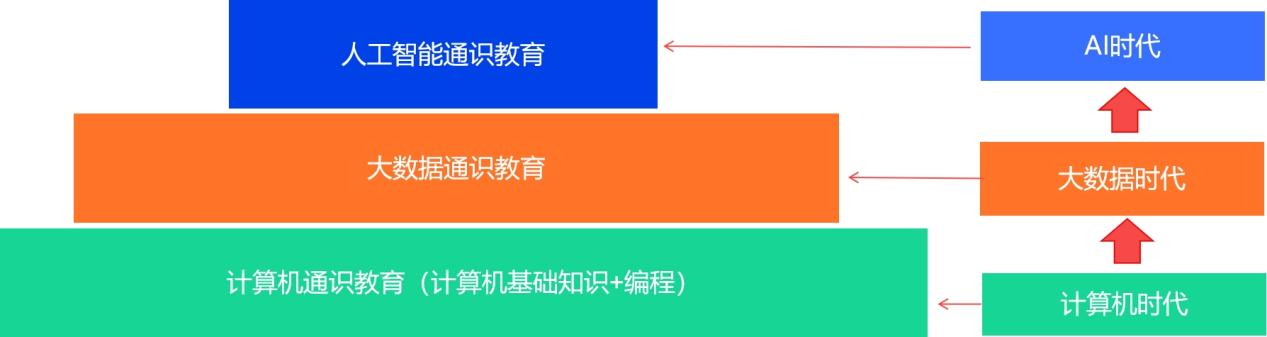 人工智能通识教育
AI时代
大数据通识教育
大数据时代
计算机通识教育（计算机基础知识+编程）
计算机时代